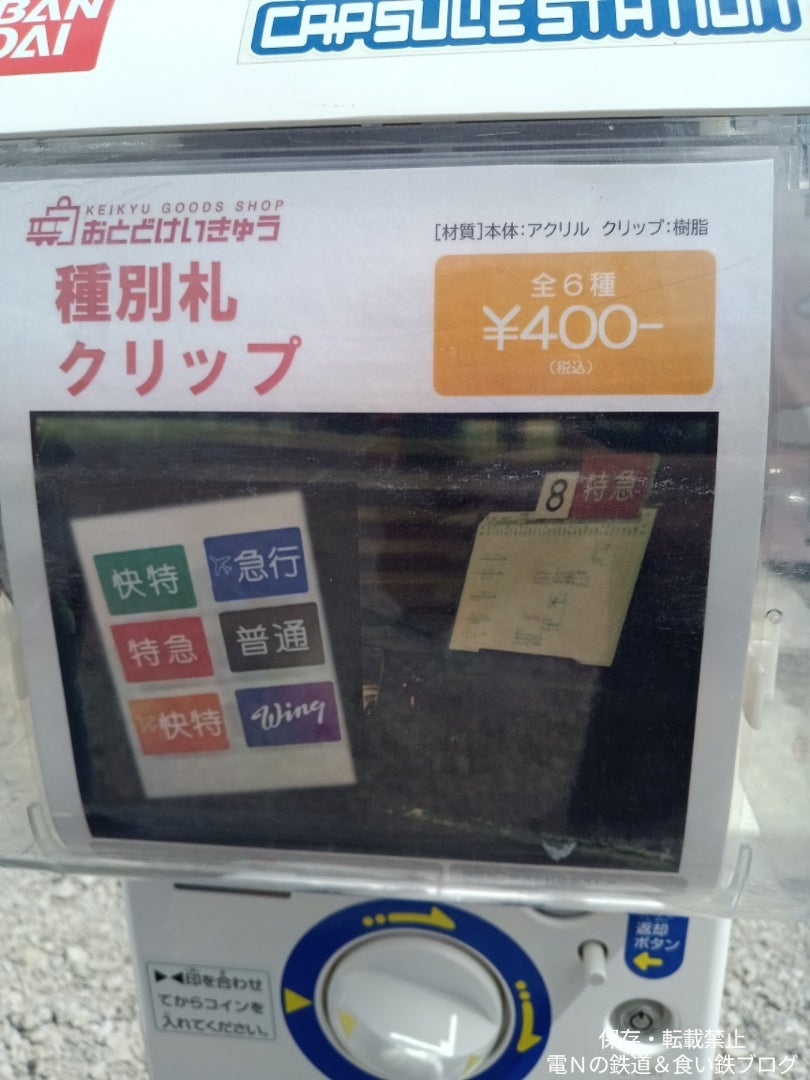 BAN
DAI
CAPSULE STATION
KEIKYU GOODS SHOP
おとどけいきゅう
[材質]本体：アクリル クリップ：樹脂
種別札
クリップ
全6種
¥400-
(税込)
8 特急
快特
急行
特急
普通
快特
Wing
返却
ボタン
▶◀印を合わせ
てからコインを
入れてください。
保存・転載禁止
電Nの鉄道＆食い鉄ブログ